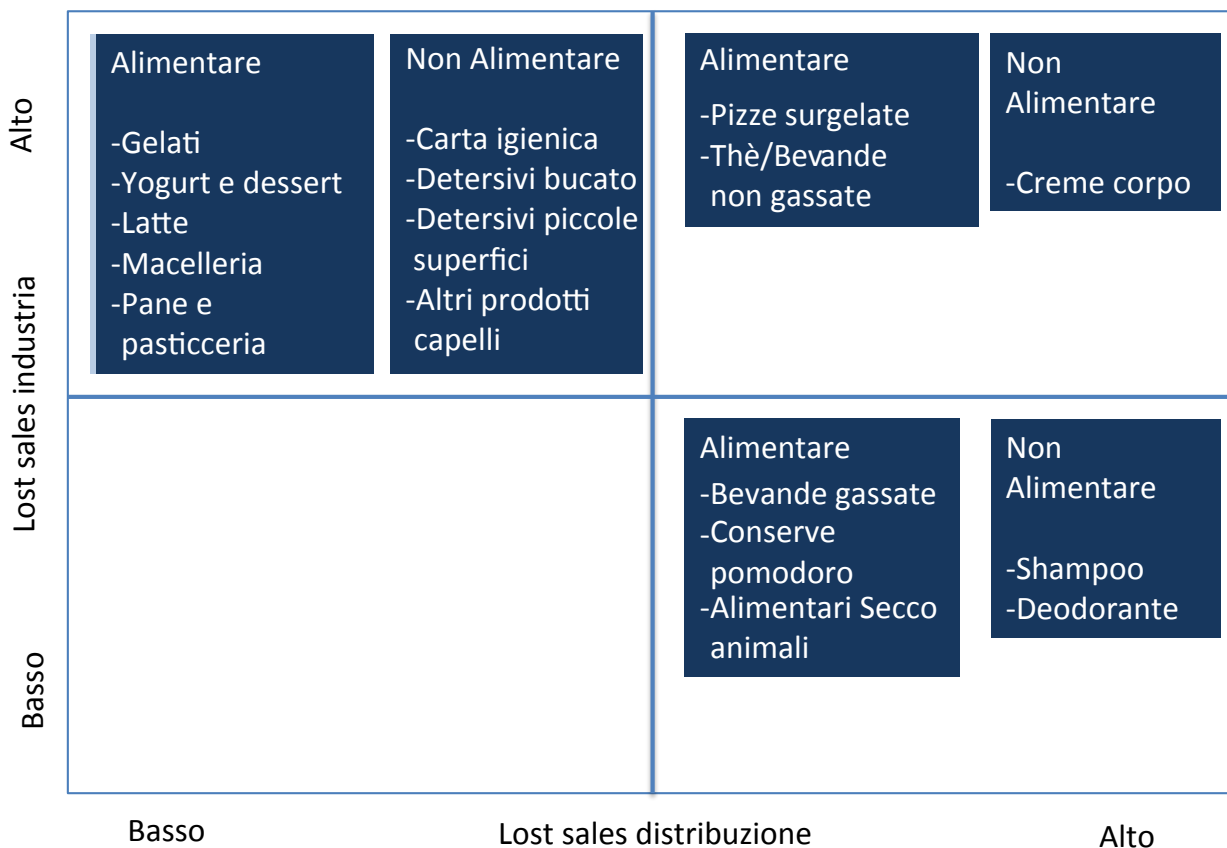 Alto
Lost sales industria
Basso
Alimentare
-Gelati
-Yogurt e dessert
-Latte
-Macelleria
-Pane e
pasticceria
Non Alimentare
-Carta igienica
-Detersivi bucato
-Detersivi piccole
superfici
-Altri prodotti
capelli
Alimentare
-Pizze surgelate
-Thè/Bevande
non gassate
Non
Alimentare
-Creme corpo
Alimentare
-Bevande gassate
-Conserve
pomodoro
-Alimentari Secco
animali
Non
Alimentare
-Shampoo
-Deodorante
Basso
Lost sales distribuzione
Alto